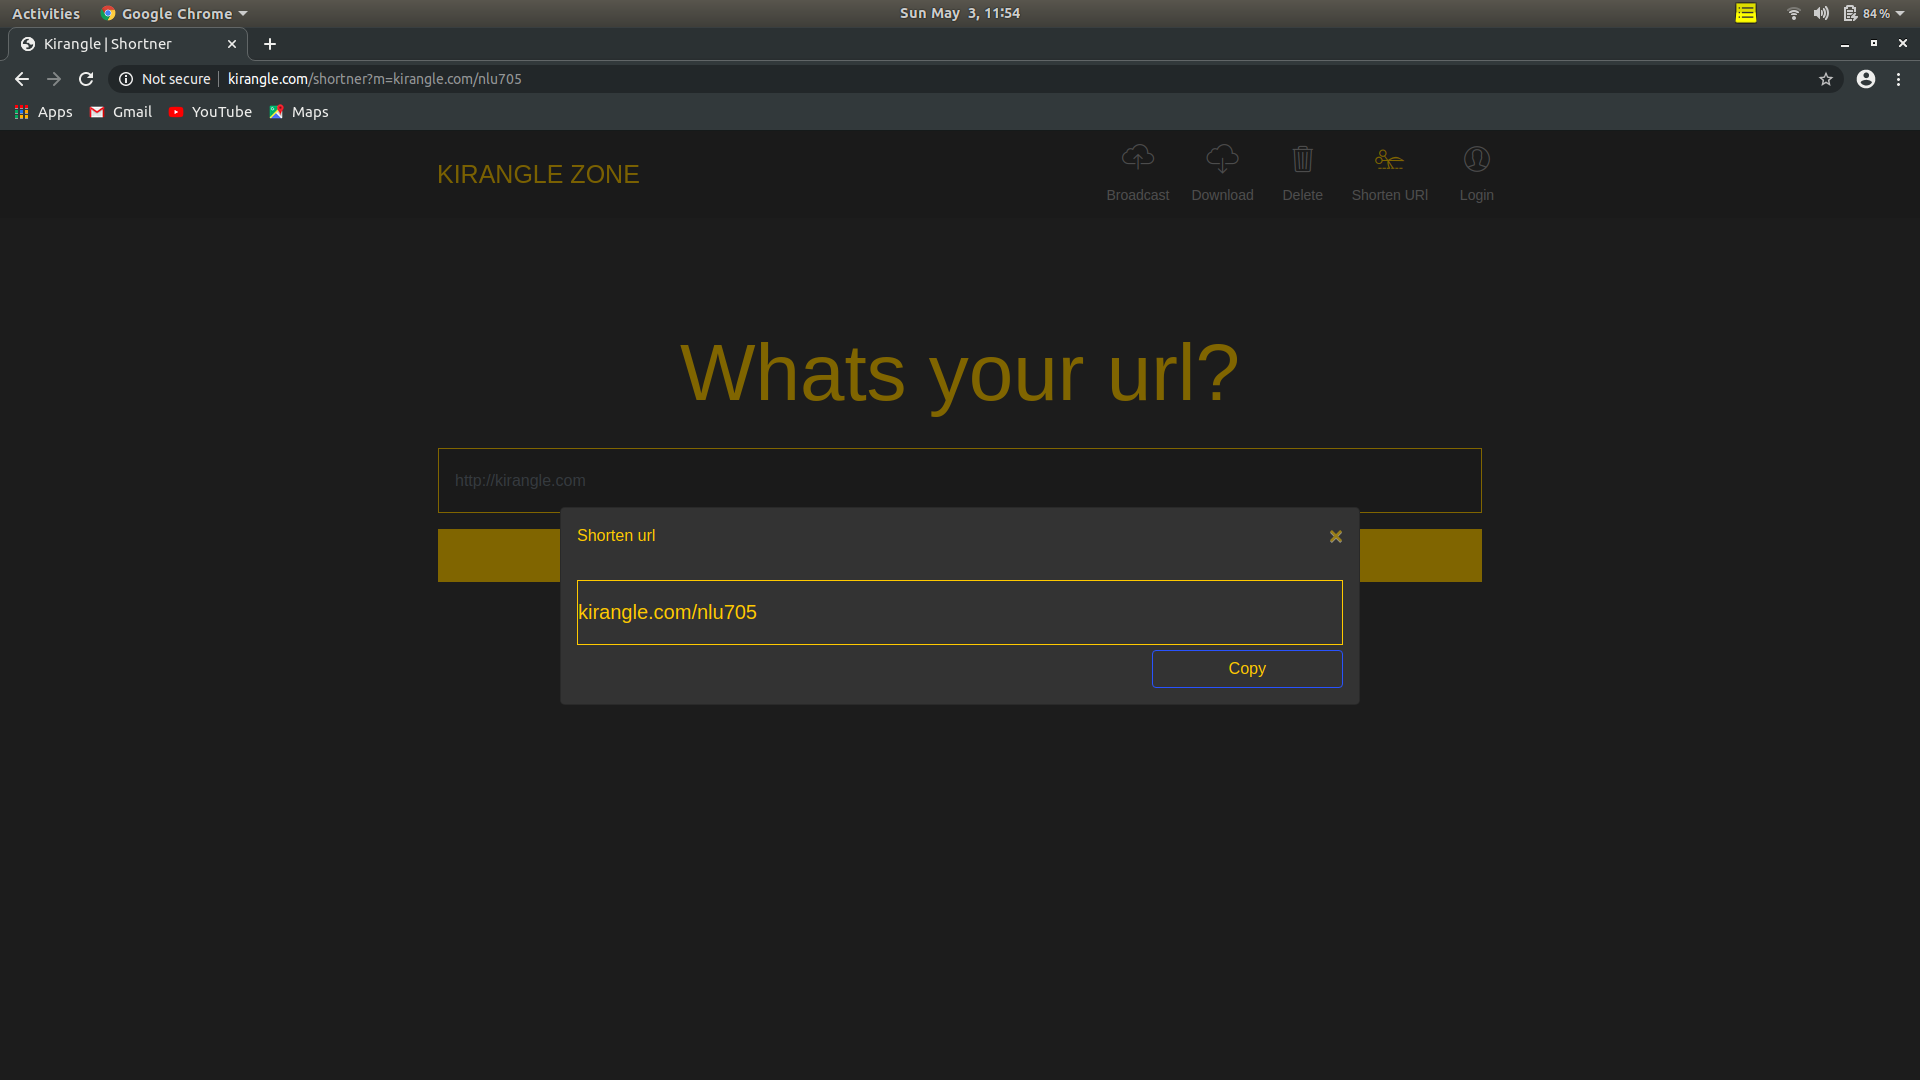 Activities Google Chrome Sun May 3, 11:54 84 %
Kirangle | Shortner
Not secure kirangle.com/shortner?m=kirangle.com/nlu705
Apps Gmail YouTube Maps
KIRANGLE ZONE
Broadcast Download Delete Shorten URl Login
Whats your url?
http://kirangle.com
Shorten url ×
kirangle.com/nlu705
Copy